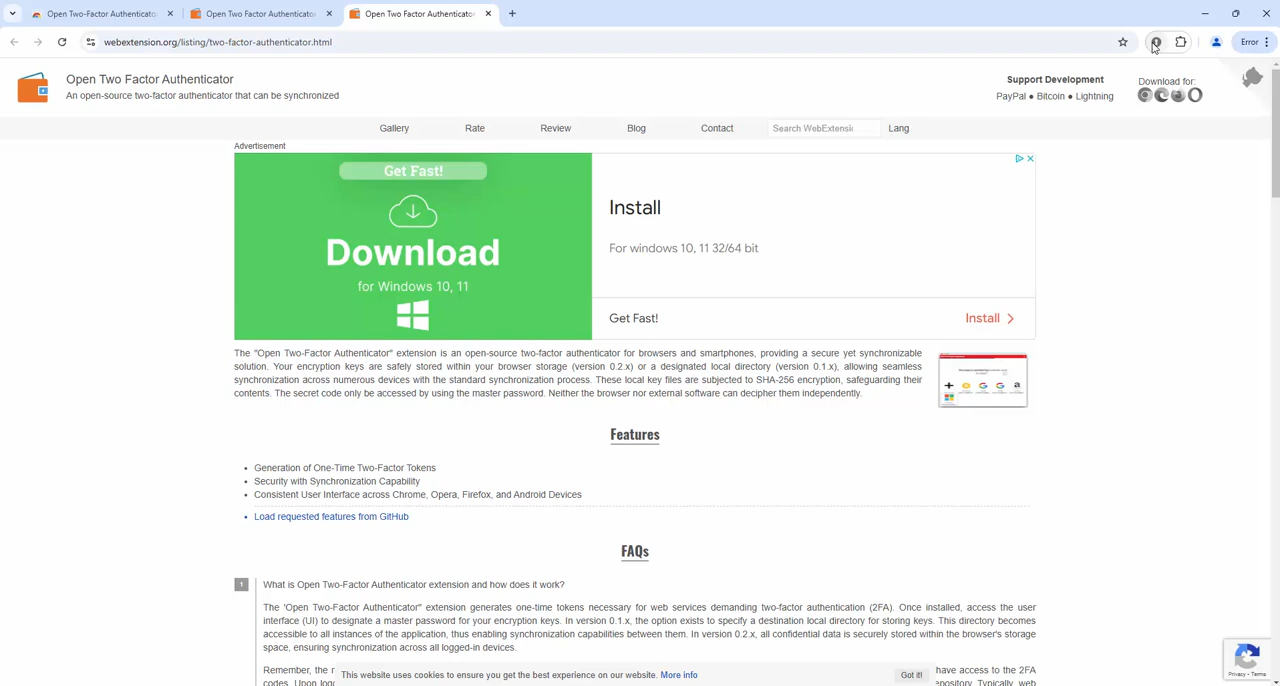 Open Two Factor Authenticator
Open Two Factor Authenticator
Open Two Factor Authenticator
webextension.org/listing/two-factor-authenticator.html
Error
Open Two Factor Authenticator
An open-source two-factor authenticator that can be synchronized
Support Development
PayPal ● Bitcoin ● Lightning
Download for:
Gallery Rate Review Blog Contact Search WebExtensi Lang
Advertisement
Get Fast!
Download
for Windows 10, 11
Install
For windows 10, 11 32/64 bit
Get Fast!
Install
The "Open Two-Factor Authenticator" extension is an open-source two-factor authenticator for browsers and smartphones, providing a secure yet synchronizable
solution. Your encryption keys are safely stored within your browser storage (version 0.2.x) or a designated local directory (version 0.1.x), allowing seamless
synchronization across numerous devices with the standard synchronization process. These local key files are subjected to SHA-256 encryption, safeguarding their
contents. The secret code only be accessed by using the master password. Neither the browser nor external software can decipher them independently.
Features
• Generation of One-Time Two-Factor Tokens
• Security with Synchronization Capability
• Consistent User Interface across Chrome, Opera, Firefox, and Android Devices
• Load requested features from GitHub
FAQs
1
What is Open Two-Factor Authenticator extension and how does it work?
The 'Open Two-Factor Authenticator" extension generates one-time tokens necessary for web services demanding two-factor authentication (2FA). Once installed, access the user
interface (UI) to designate a master password for your encryption keys. In version 0.1.x, the option exists to specify a destination local directory for storing keys. This directory becomes
accessible to all instances of the application, thus enabling synchronization capabilities between them. In version 0.2.x, all confidential data is securely stored within the browser's storage
space, ensuring synchronization across all logged-in devices.
Remember, the r
have access to the 2FA
codes. Upon
epository. Typically, web
This website uses cookies to ensure you get the best experience on our website. More info
Got it!
Privacy - Terms